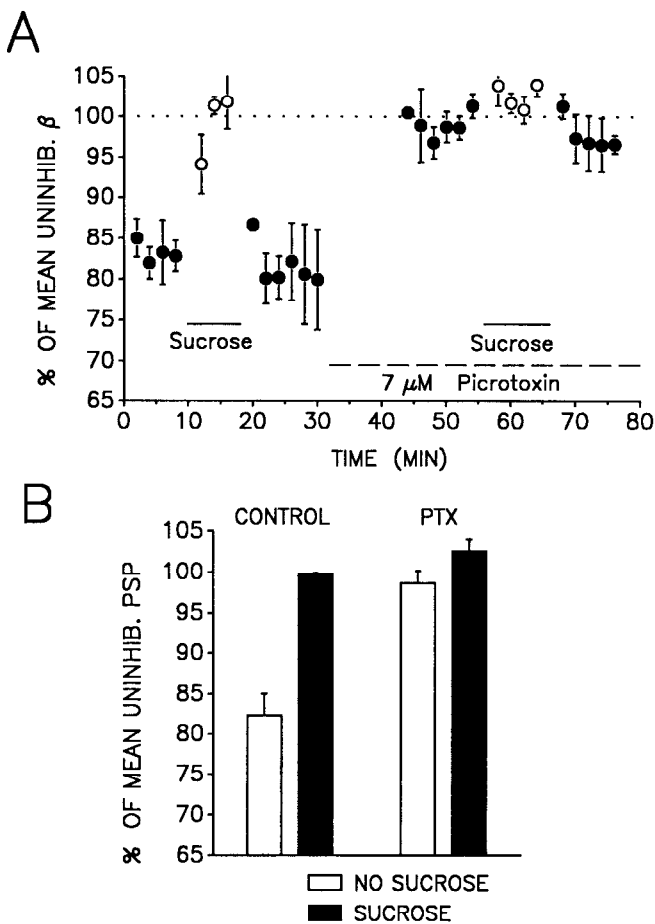 A
% OF MEAN UNINHIB. β
105
100
95
90
85
80
75
70
65
Sucrose
Sucrose
7 μM Picrotoxin
0 10 20 30 40 50 60 70 80
TIME (MIN)
B
CONTROL PTX
% OF MEAN UNINHIB. PSP
105
100
95
90
85
80
75
70
65
NO SUCROSE
SUCROSE